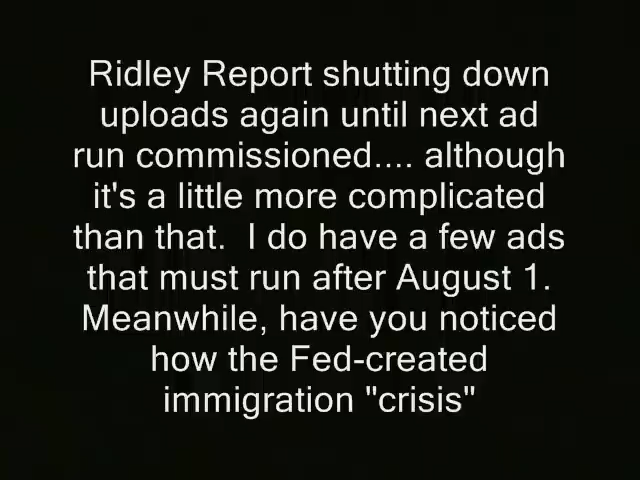 Ridley Report shutting down
uploads again until next ad
run commissioned.... although
it's a little more complicated
than that.  I do have a few ads
that must run after August 1.
Meanwhile, have you noticed
how the Fed-created
immigration "crisis"